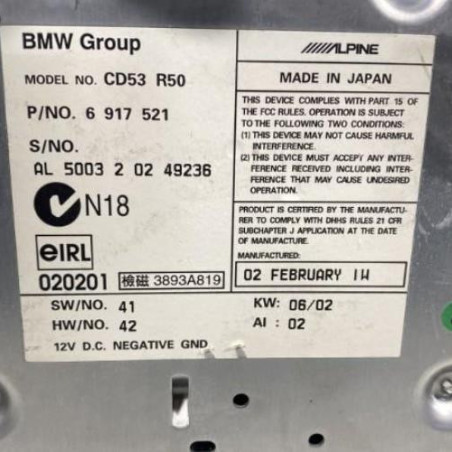 BMW Group
MODEL NO. CD53 R50
P/NO. 6 917 521
S/NO.
AL 5003 2 02 49236
N18
eIRL
020201 檢磁 3893A819
SW/NO. 41
HW/NO. 42
12V D.C. NEGATIVE GND
ALPINE
MADE IN JAPAN
THIS DEVICE COMPLIES WITH PART 15 OF
THE FCC RULES. OPERATION IS SUBJECT
TO THE FOLLOWING TWO CONDITIONS:
(1) THIS DEVICE MAY NOT CAUSE HARMFUL
INTERFERENCE, AND
(2) THIS DEVICE MUST ACCEPT ANY INTER-
FERENCE RECEIVED INCLUDING INTER-
FERENCE THAT MAY CAUSE UNDESIRED
OPERATION.
PRODUCT IS CERTIFIED BY THE MANUFACTU-
RER TO COMPLY WITH DHHS RULES 21 CFR
SUBCHAPTER J APPLICATION AT THE DATE
OF MANUFACTURE.
MANUFACTURED:
02 FEBRUARY IW
KW: 06/02
AI : 02